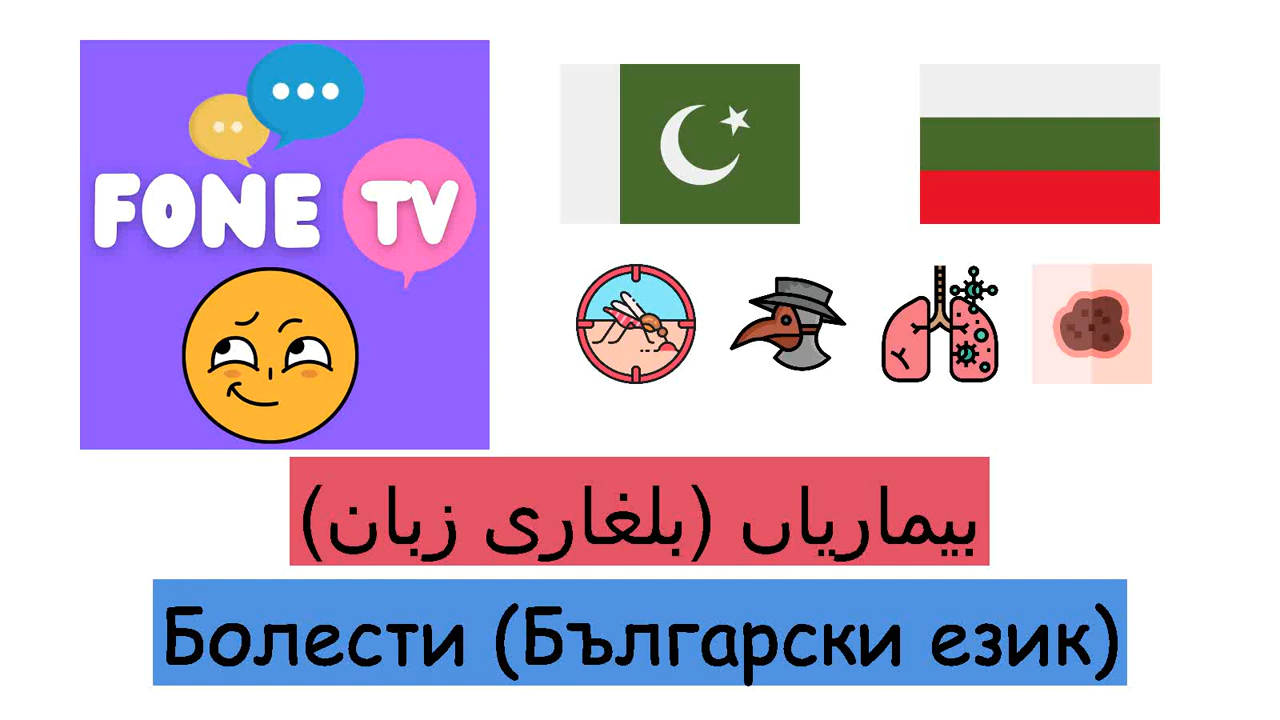 FONE TV
بیماریاں (بلغاری زبان)
Болести (Български език)